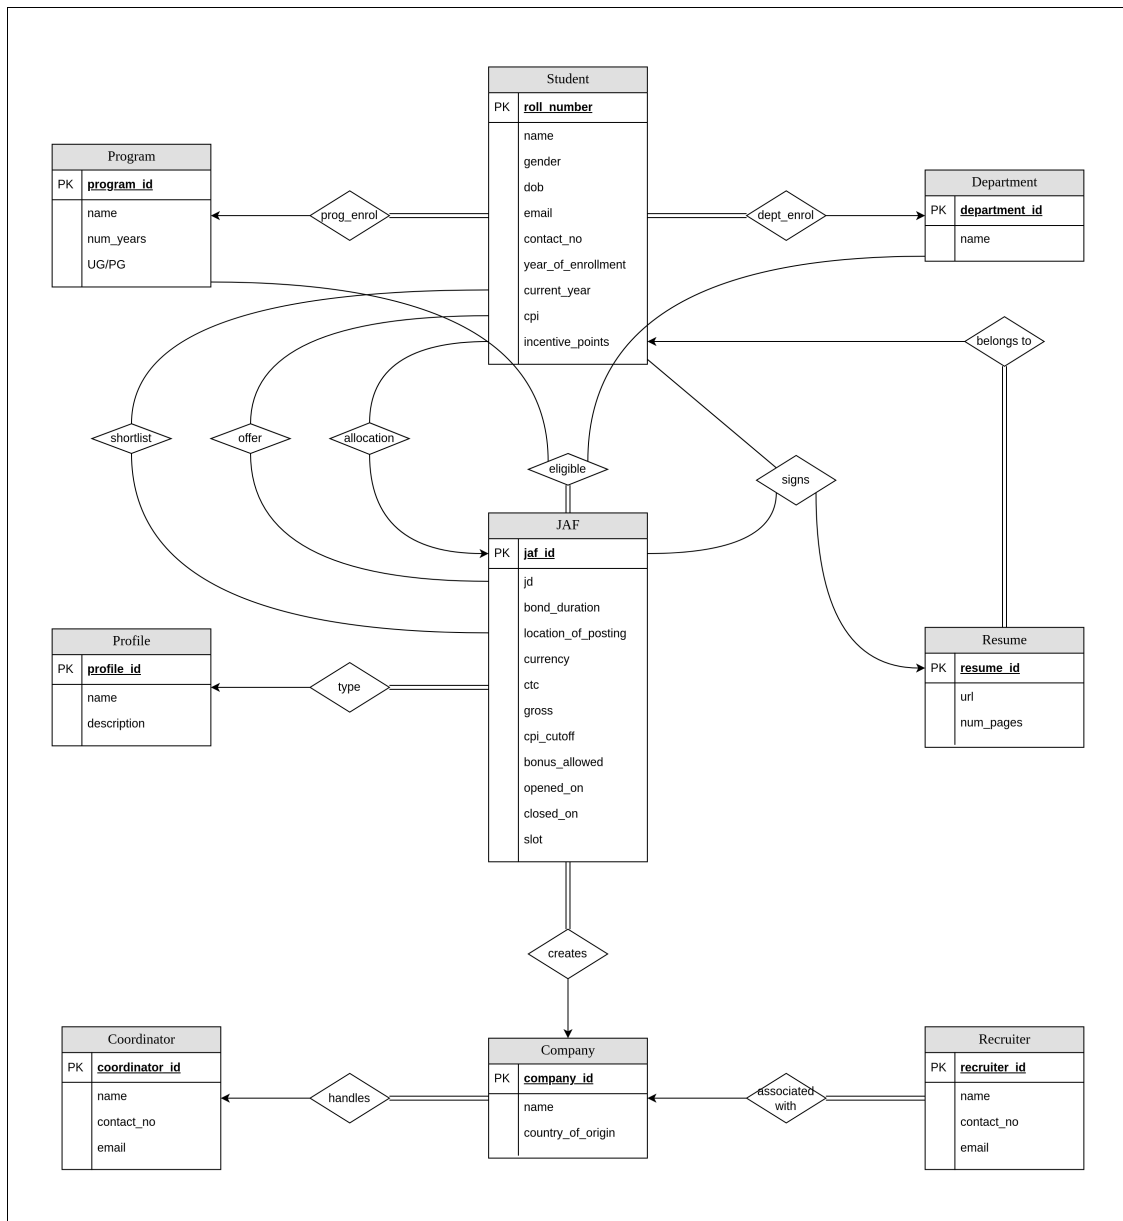 Student
PK roll_number
name
gender
dob
email
contact_no
year_of_enrollment
current_year
cpi
incentive_points
Program
PK program_id
name
num_years
UG/PG
prog_enrol
dept_enrol
Department
PK department_id
name
belongs to
shortlist
offer
allocation
eligible
signs
JAF
PK jaf_id
jd
bond_duration
location_of_posting
currency
ctc
gross
cpi_cutoff
bonus_allowed
opened_on
closed_on
slot
Profile
PK profile_id
name
description
type
Resume
PK resume_id
url
num_pages
creates
Coordinator
PK coordinator_id
name
contact_no
email
handles
Company
PK company_id
name
country_of_origin
associated
with
Recruiter
PK recruiter_id
name
contact_no
email